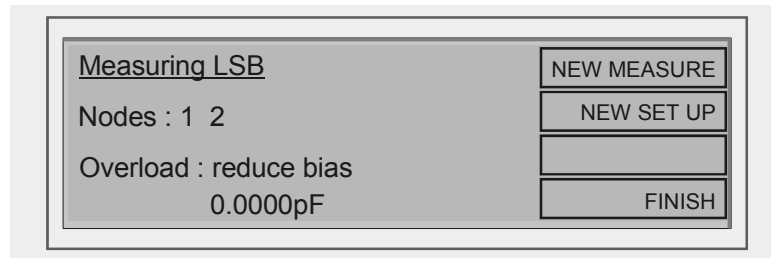 Measuring LSB
Nodes : 1 2
Overload : reduce bias
0.0000pF
NEW MEASURE
NEW SET UP
FINISH